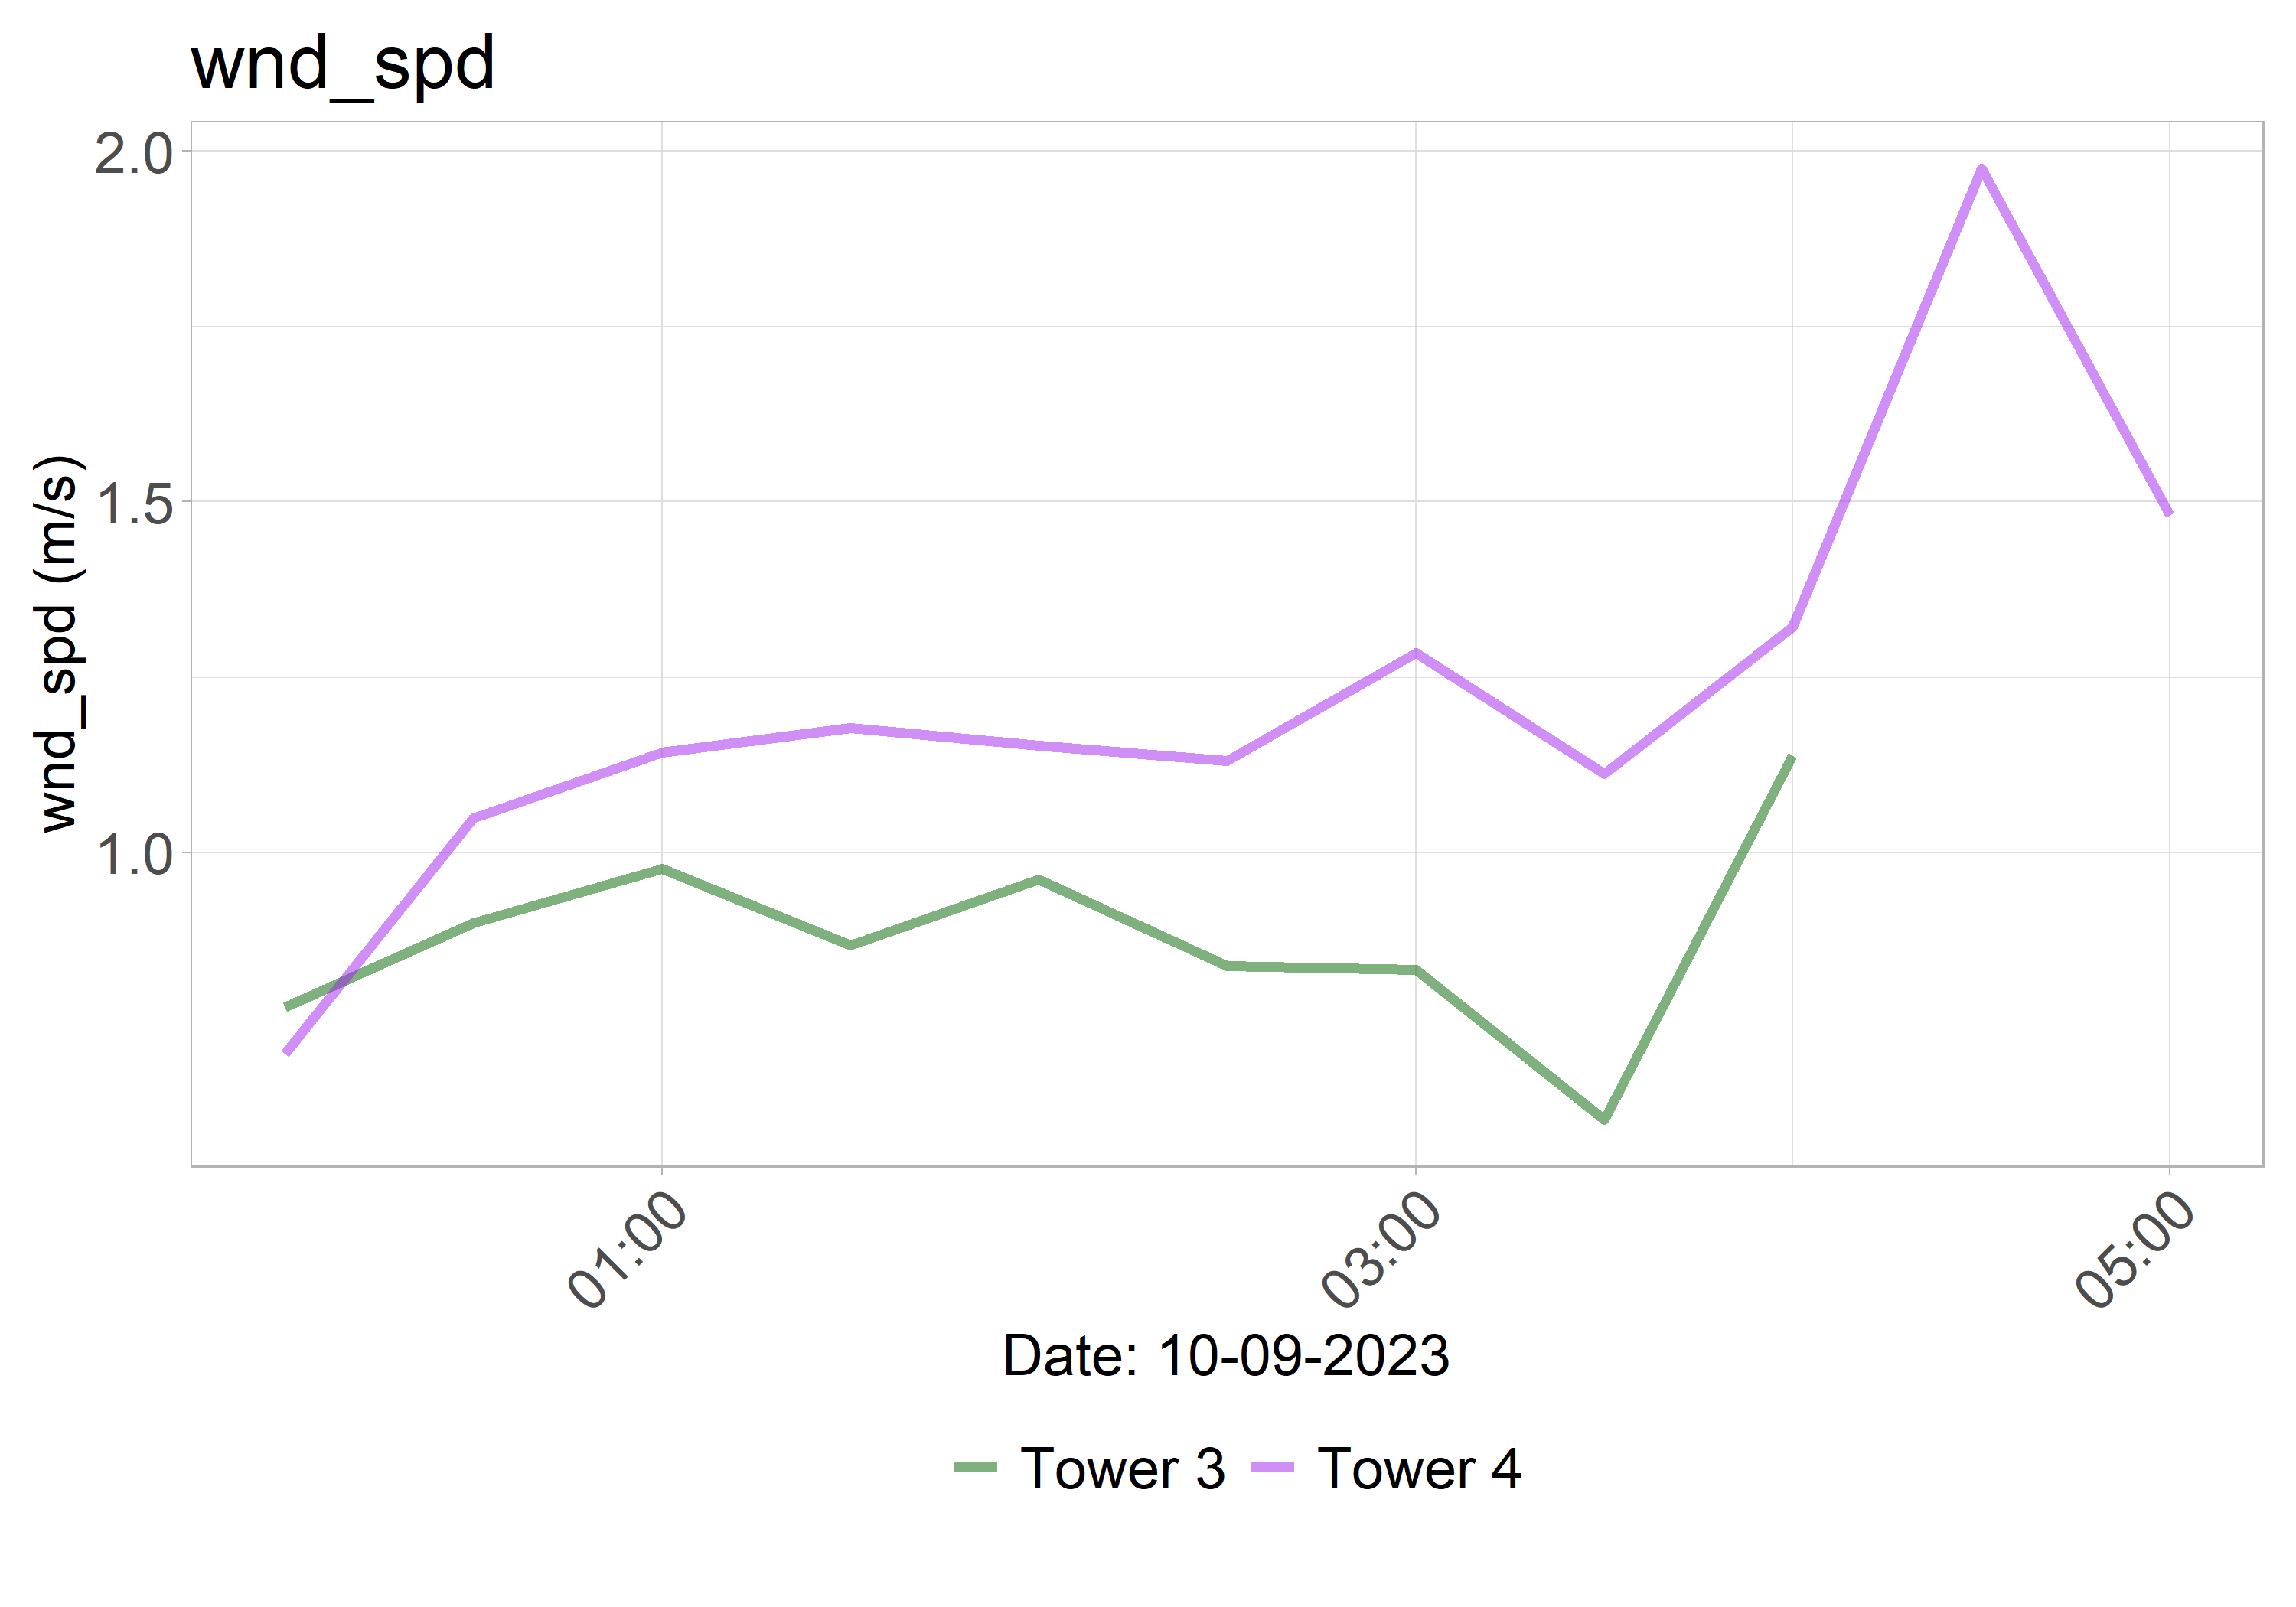 wnd_spd
2.0
1.5
1.0
wnd_spd (m/s)
01:00
03:00
05:00
Date: 10-09-2023
Tower 3
Tower 4